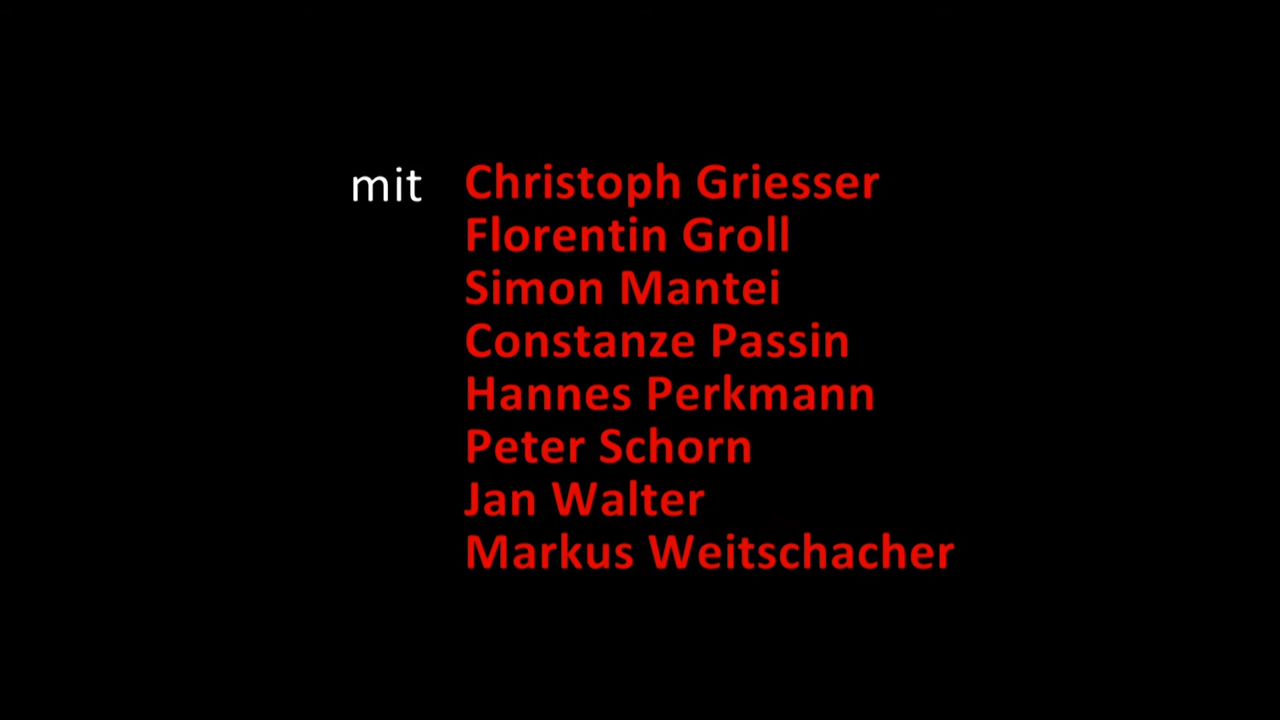 mit Christoph Griesser
Florentin Groll
Simon Mantei
Constanze Passin
Hannes Perkmann
Peter Schorn
Jan Walter
Markus Weitschacher